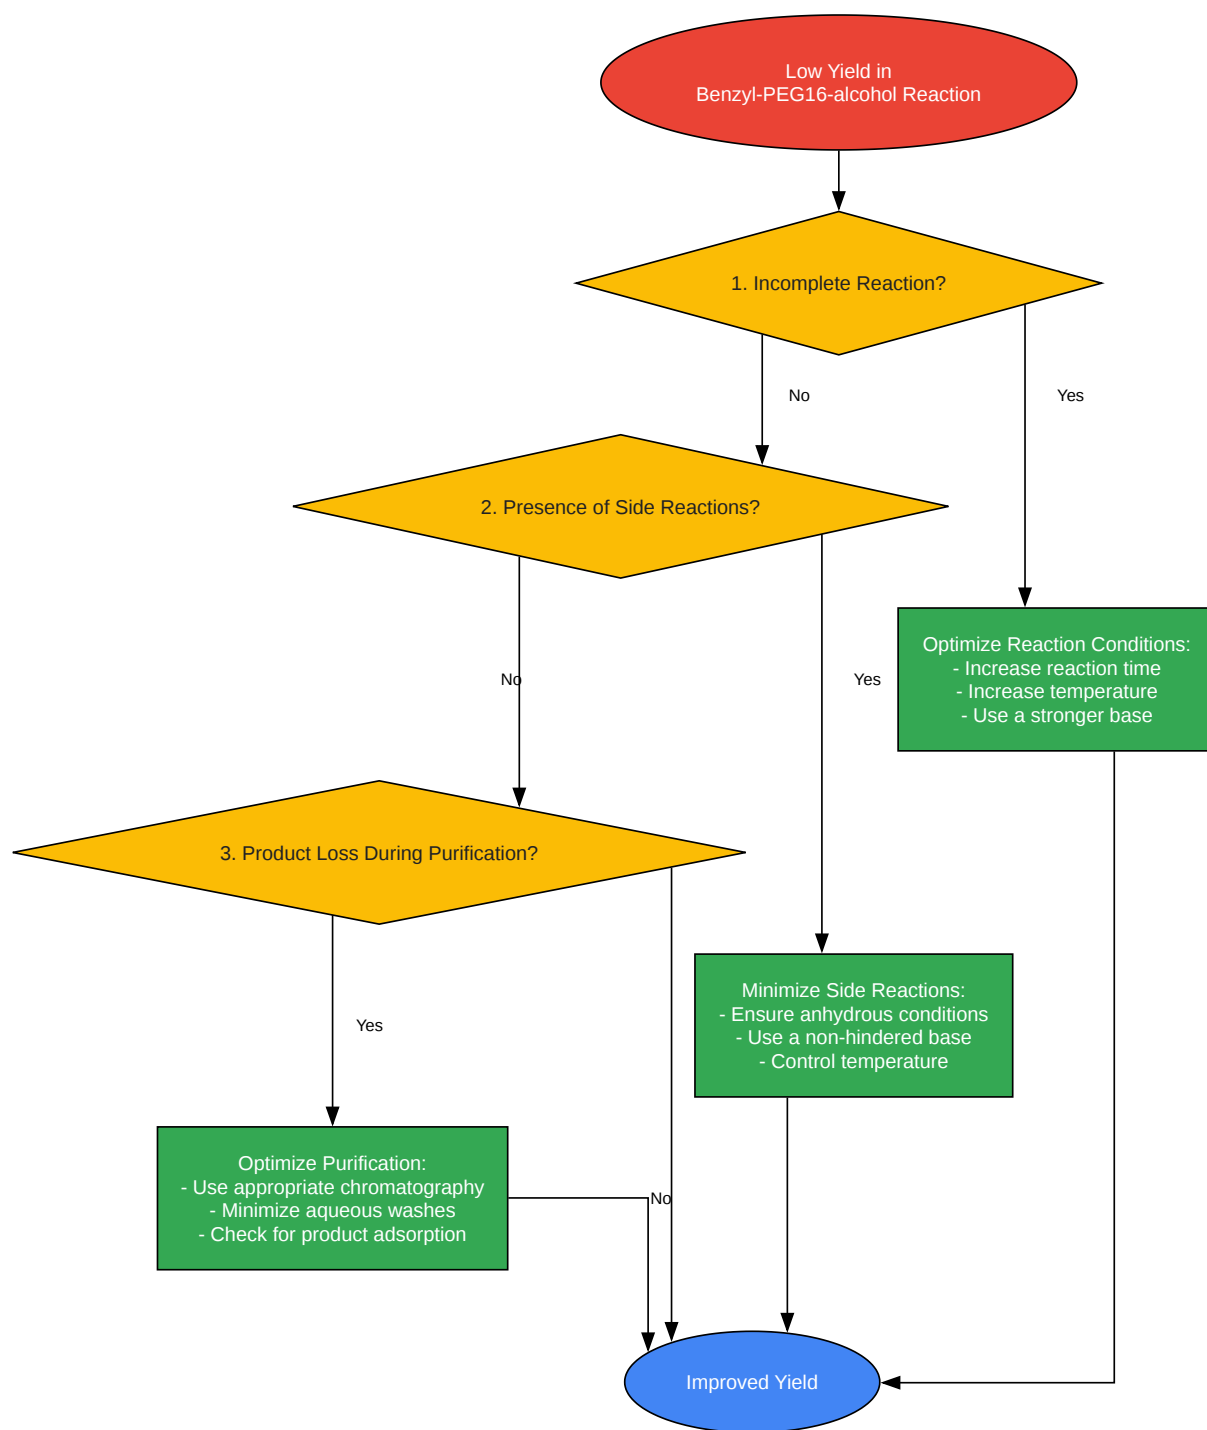 Low Yield in
Benzyl-PEG16-alcohol Reaction
1. Incomplete Reaction?
No
Yes
2. Presence of Side Reactions?
Optimize Reaction Conditions:
- Increase reaction time
- Increase temperature
- Use a stronger base
No
Yes
3. Product Loss During Purification?
Minimize Side Reactions:
- Ensure anhydrous conditions
- Use a non-hindered base
- Control temperature
Yes
Optimize Purification:
- Use appropriate chromatography
- Minimize aqueous washes
- Check for product adsorption
No
Improved Yield